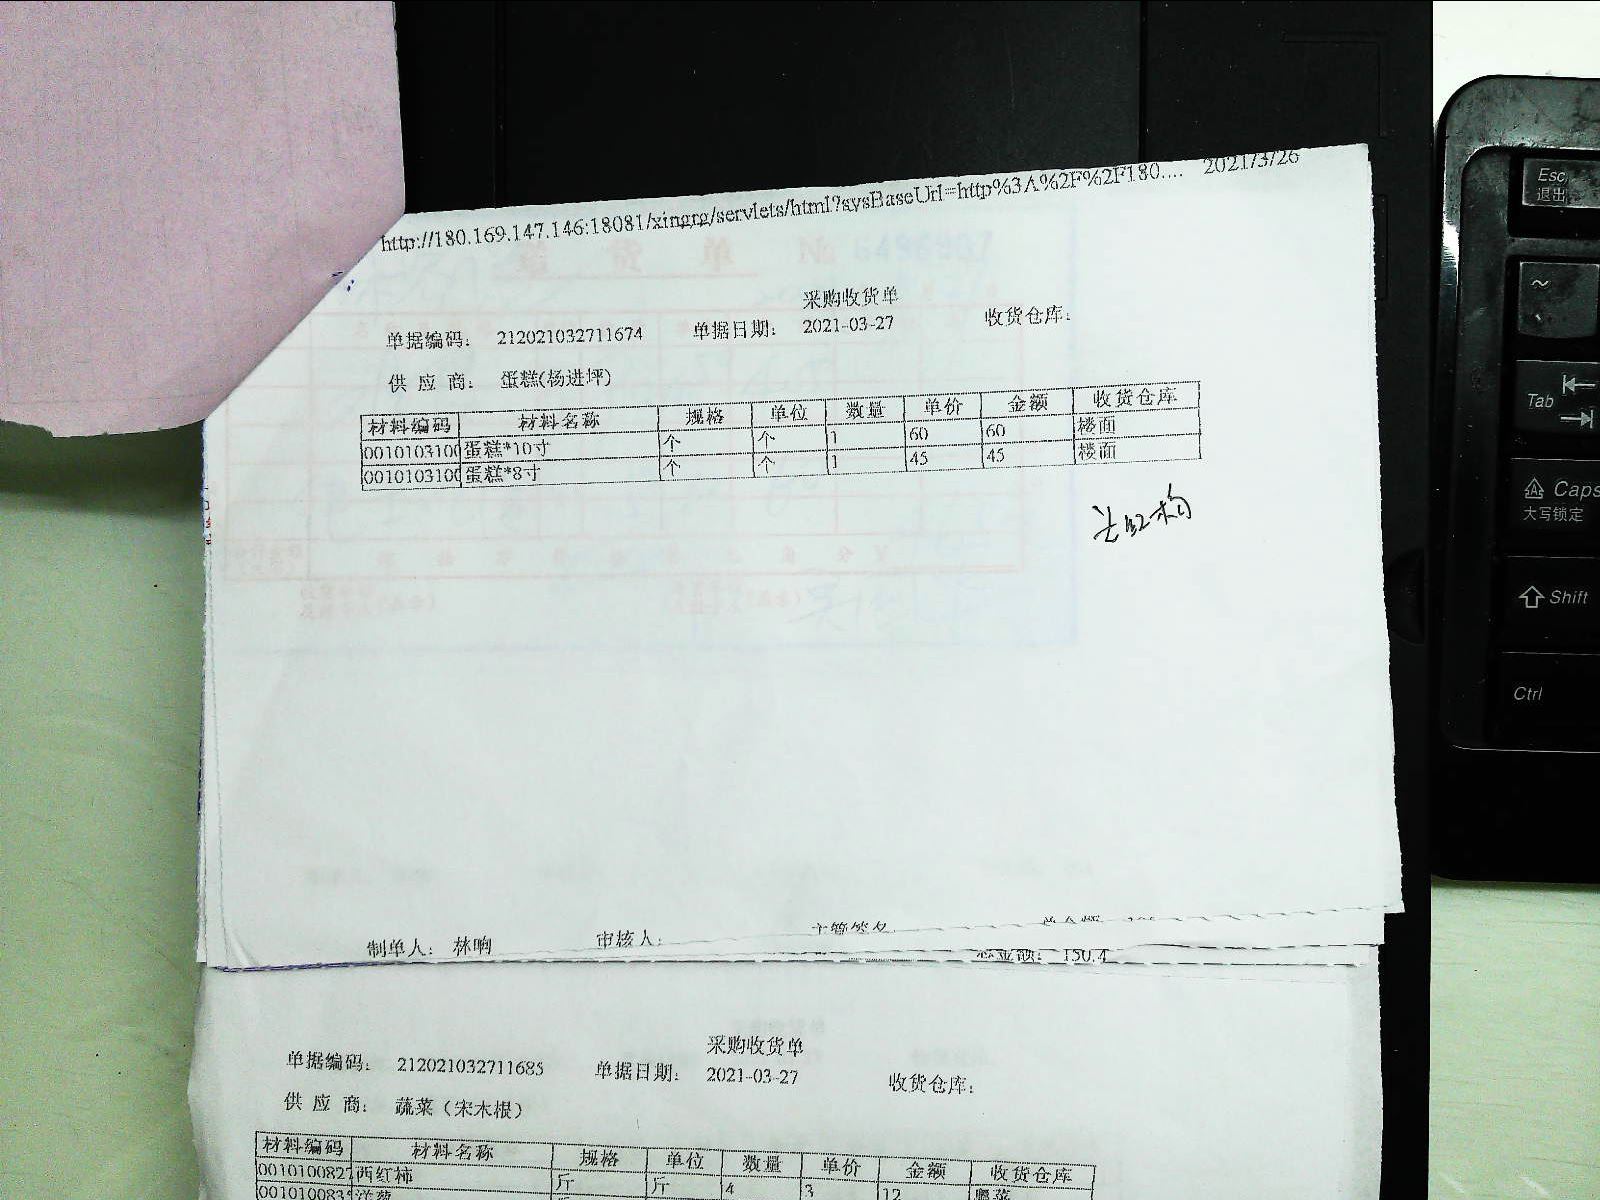 http://180.169.147.146:18081/xingrg/servlets/html?sysBaseUrl=http%3A%2F%2F180.... 2021/3/26
采购收货单
单据编码： 212021032711674 单据日期： 2021-03-27 收货仓库：
供 应 商： 蛋糕(杨进坪)
材料编码 材料名称 规格 单位 数量 单价 金额 收货仓库
0010103100 蛋糕*10寸 个 个 1 60 60 楼面
0010103100 蛋糕*8寸 个 个 1 45 45 楼面
制单人： 林响 审核人： 主管签名
总金额： 150.4
采购收货单
单据编码： 212021032711685 单据日期： 2021-03-27 收货仓库：
供 应 商： 蔬菜（宋木根）
材料编码 材料名称 规格 单位 数量 单价 金额 收货仓库
001010082 西红柿 斤 斤 4 3 12
001010083 洋葱
Esc
退出
~
Tab
Caps
大写锁定
Shift
Ctrl